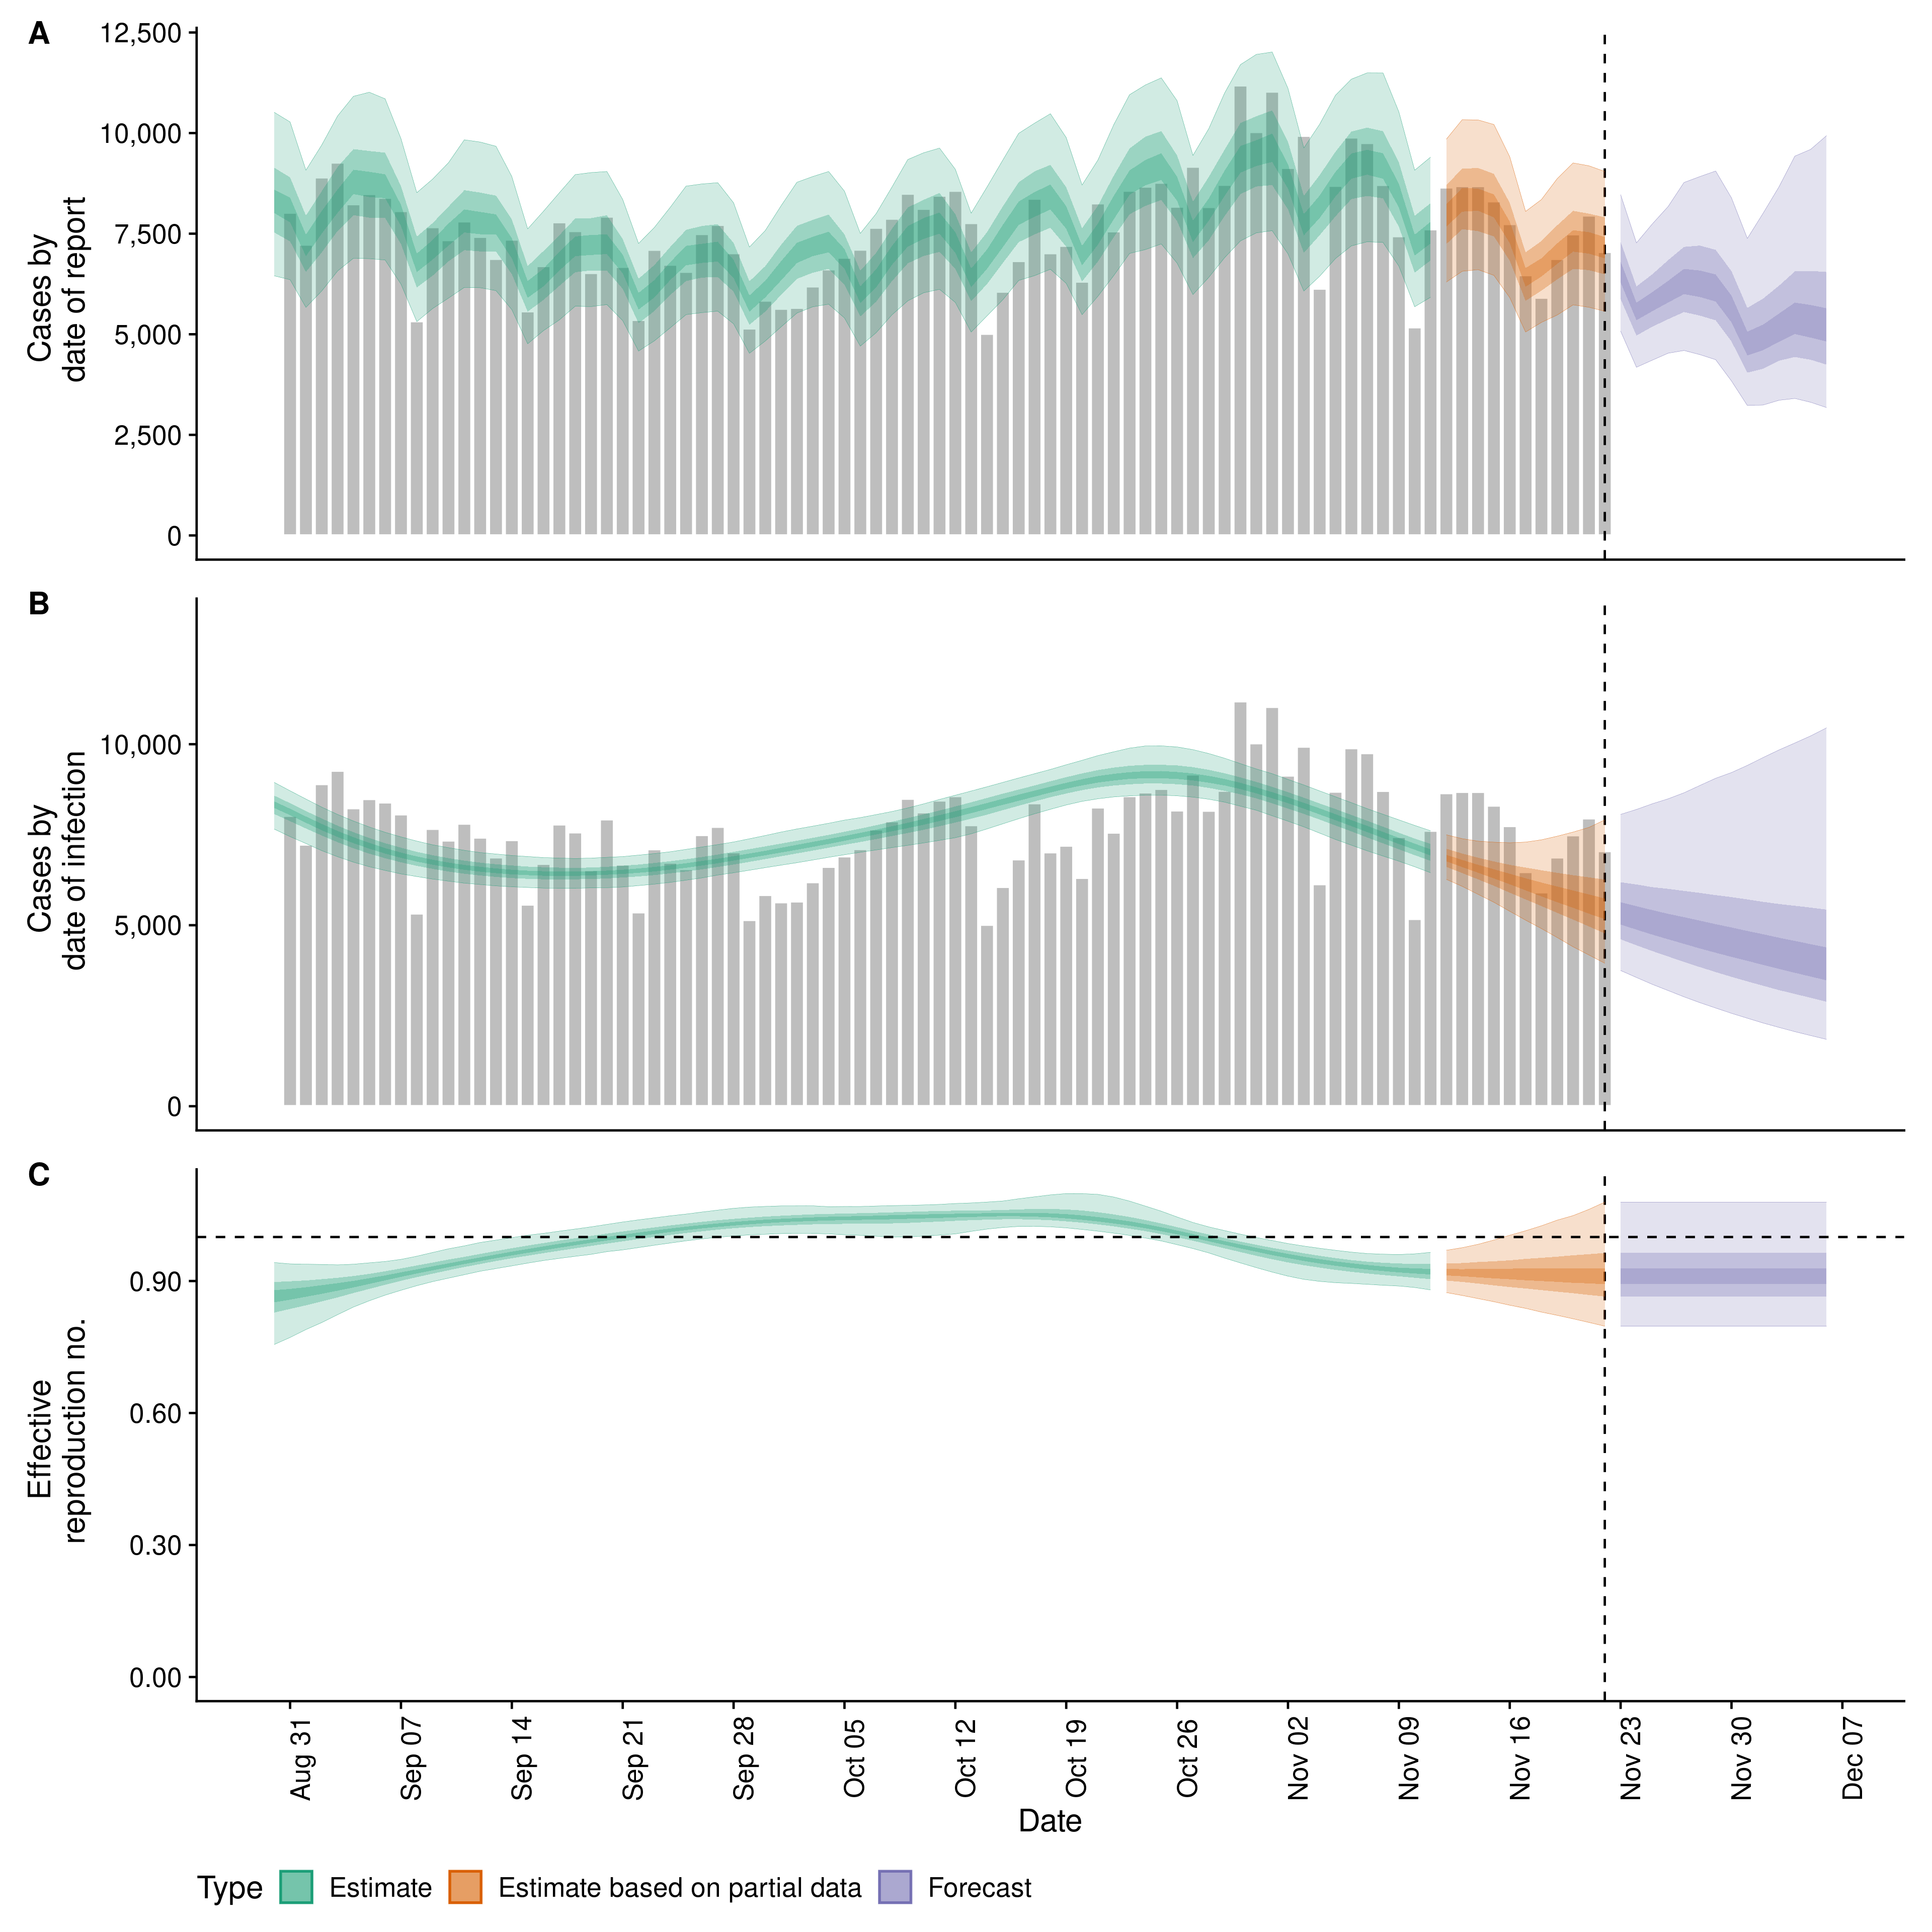 A
12,500
10,000
7,500
5,000
2,500
0
Cases by
date of report
B
10,000
5,000
0
Cases by
date of infection
C
0.90
0.60
0.30
0.00
Effective
reproduction no.
Aug 31
Sep 07
Sep 14
Sep 21
Sep 28
Oct 05
Oct 12
Oct 19
Oct 26
Nov 02
Nov 09
Nov 16
Nov 23
Nov 30
Dec 07
Date
Type Estimate Estimate based on partial data Forecast